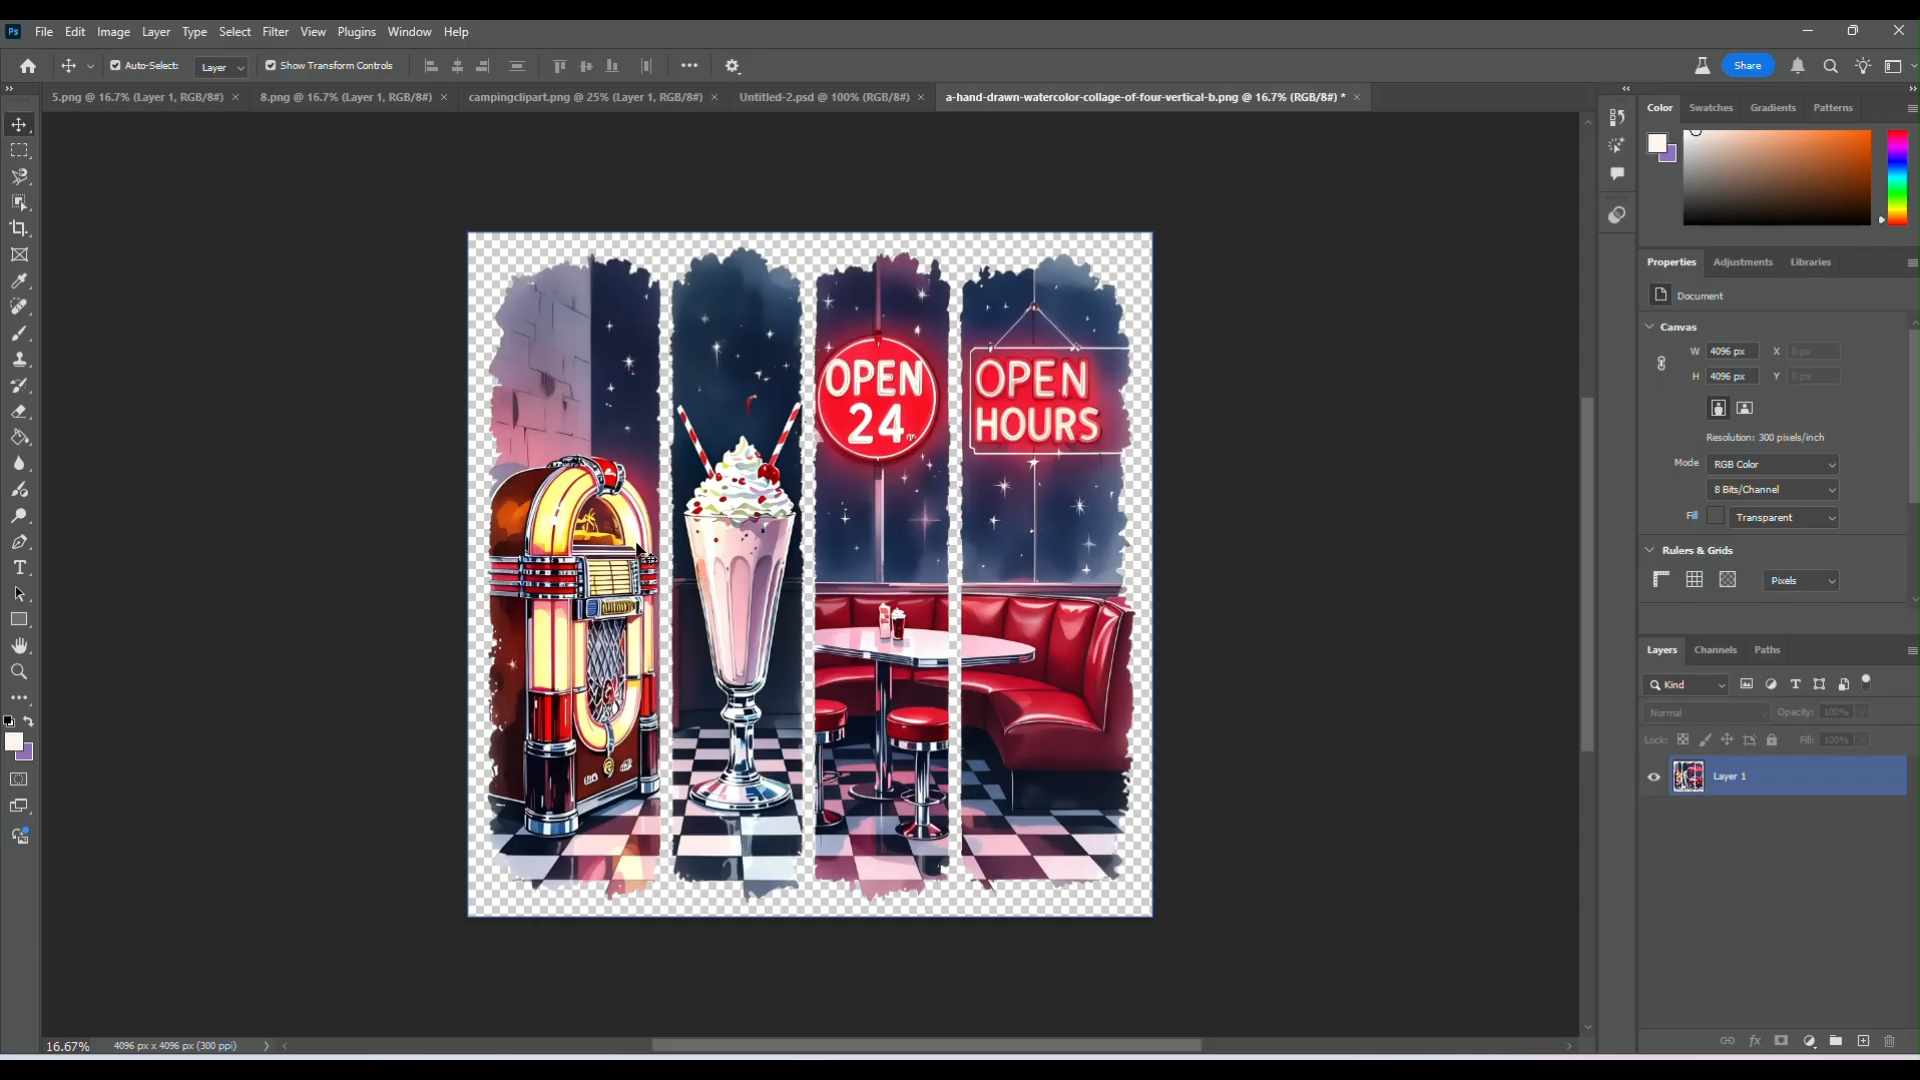 Ps File Edit Image Layer Type Select Filter View Plugins Window Help
Auto-Select: Layer Show Transform Controls Share
5.png @ 16.7% (Layer 1, RGB/8#) 8.png @ 16.7% (Layer 1, RGB/8#) campingclipart.png @ 25% (Layer 1, RGB/8#) Untitled-2.psd @ 100% (RGB/8#) a-hand-drawn-watercolor-collage-of-four-vertical-b.png @ 16.7% (RGB/8#) *
Color Swatches Gradients Patterns
Properties Adjustments Libraries
Document
Canvas
W 4096 px X 0 px
H 4096 px Y 0 px
Resolution: 300 pixels/inch
Mode RGB Color
8 Bits/Channel
Fill Transparent
Rulers & Grids
Pixels
Layers Channels Paths
Kind
Normal Opacity: 100%
Lock: Fill: 100%
Layer 1
OPEN
24
OPEN
HOURS
16.67% 4096 px x 4096 px (300 ppi)